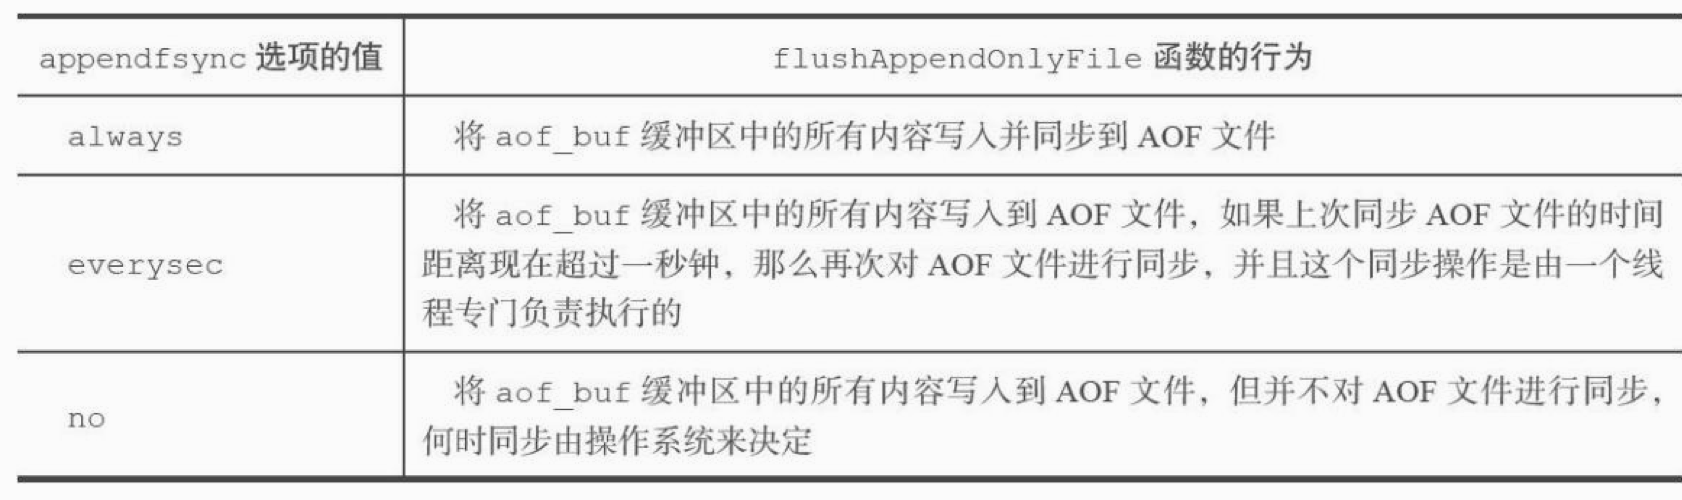 appendfsync 选项的值 flushAppendOnlyFile 函数的行为
always 将 aof_buf 缓冲区中的所有内容写入并同步到 AOF 文件
将 aof_buf 缓冲区中的所有内容写入到 AOF 文件，如果上次同步 AOF 文件的时间
everysec 距离现在超过一秒钟，那么再次对 AOF 文件进行同步，并且这个同步操作是由一个线
程专门负责执行的
将 aof_buf 缓冲区中的所有内容写入到 AOF 文件，但并不对 AOF 文件进行同步，
no
何时同步由操作系统来决定